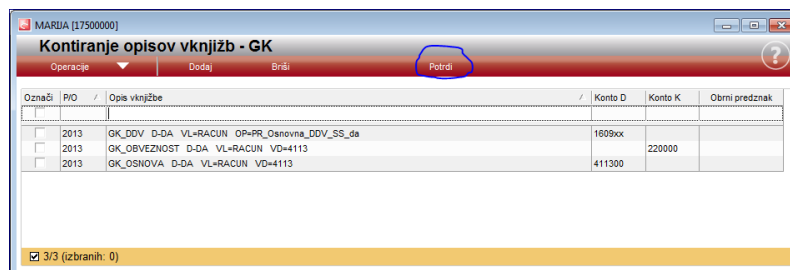 MARIJA [17500000]
Kontiranje opisov vknjižb - GK
Operacije Dodaj Briši Potrdi ?
Označi P/O / Opis vknjižbe / Konto D Konto K Obrni predznak
2013 GK_DDV D-DA VL=RACUN OP=PR_Osnovna_DDV_SS_da 1609xx
2013 GK_OBVEZNOST D-DA VL=RACUN VD=4113 220000
2013 GK_OSNOVA D-DA VL=RACUN VD=4113 411300
3/3 (izbranih: 0)